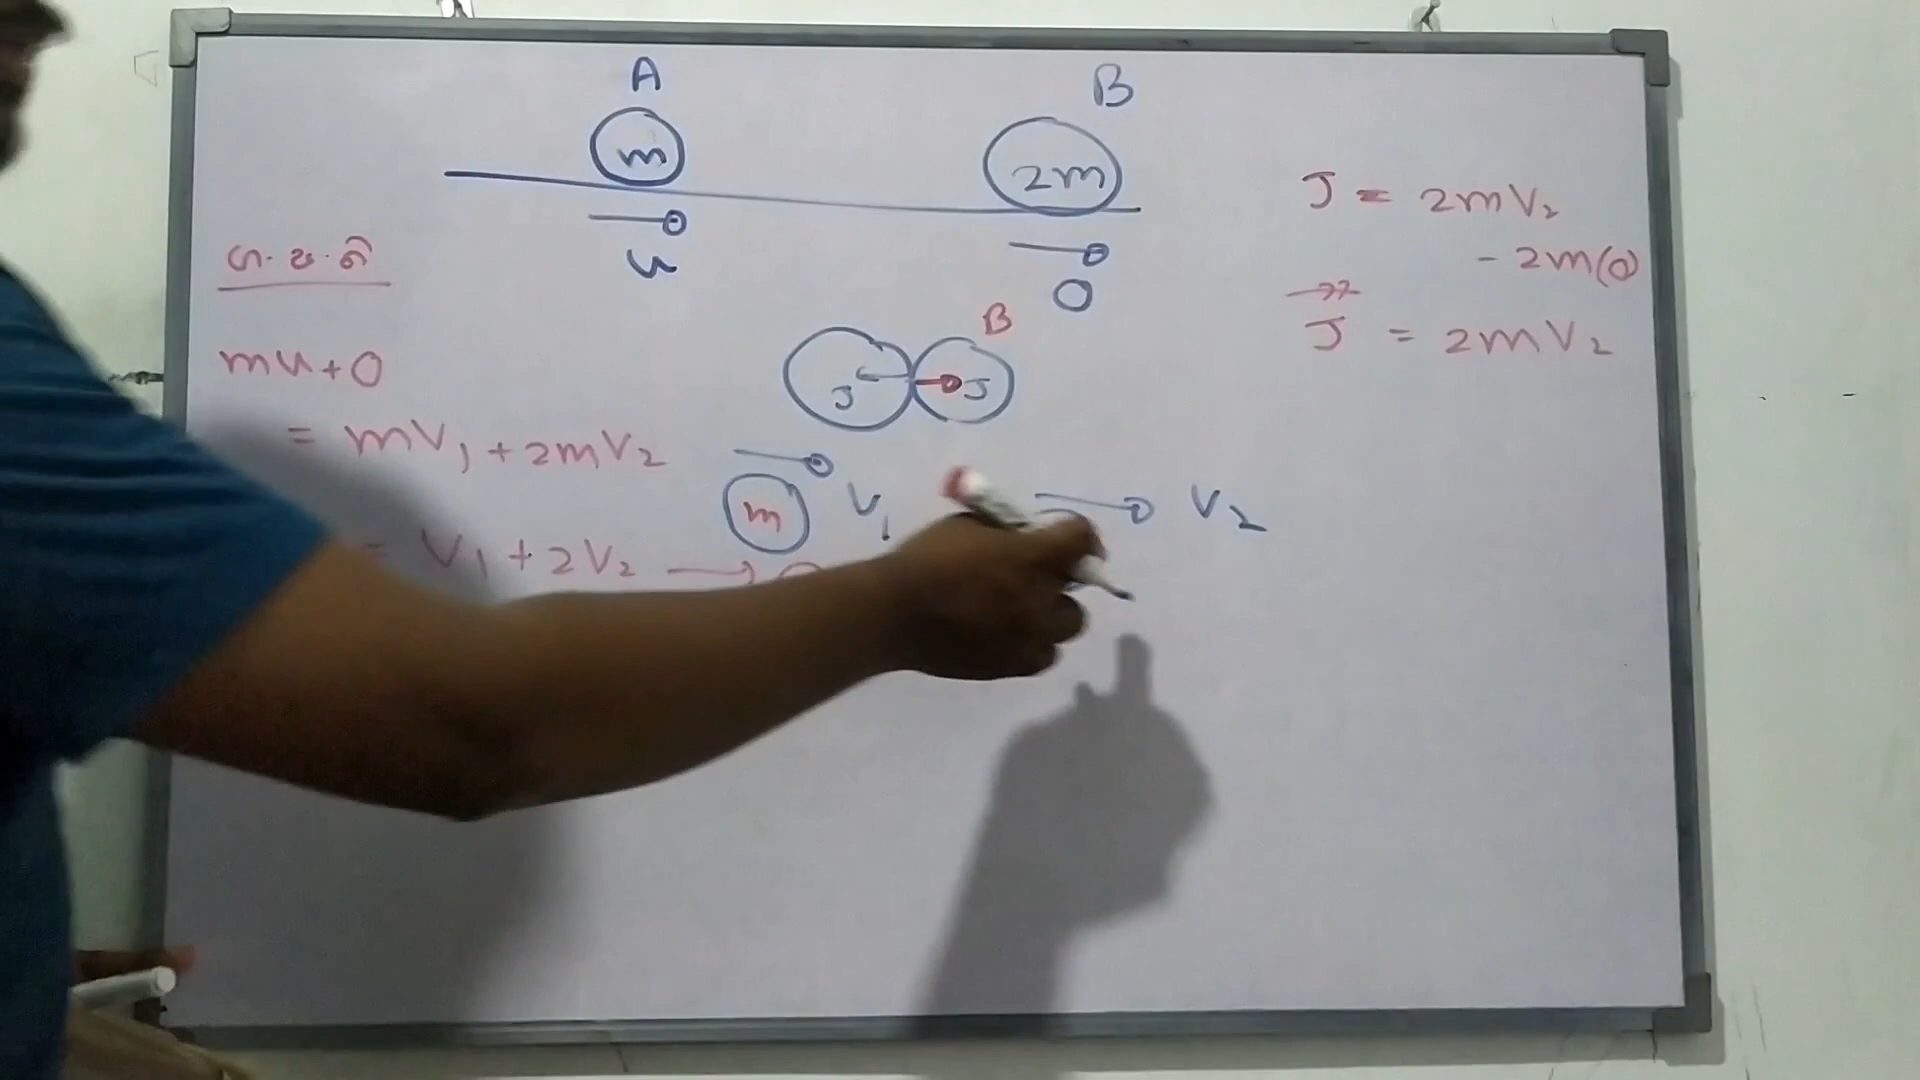 A
B
m
2m
u
0
ග.ස.නි
mu+0
= mV₁+2mV₂
= V₁+2V₂ →
B
J
J
m
V₁
V₂
J = 2mV₂
- 2m(0)
J = 2mV₂